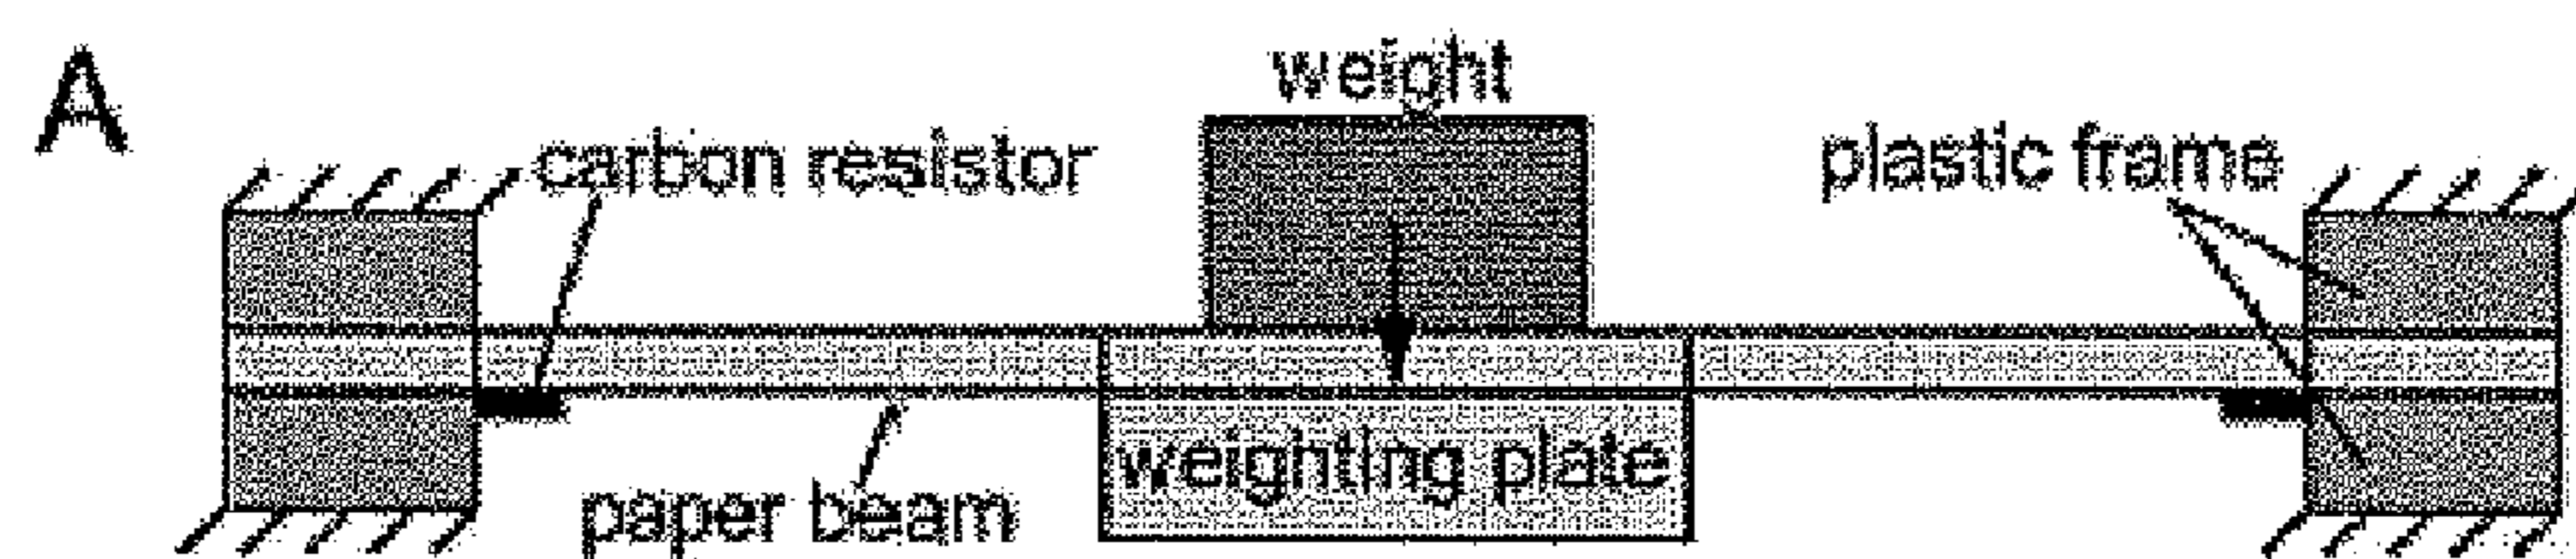 A
weight
carbon resistor
plastic frame
weighting plate
paper beam